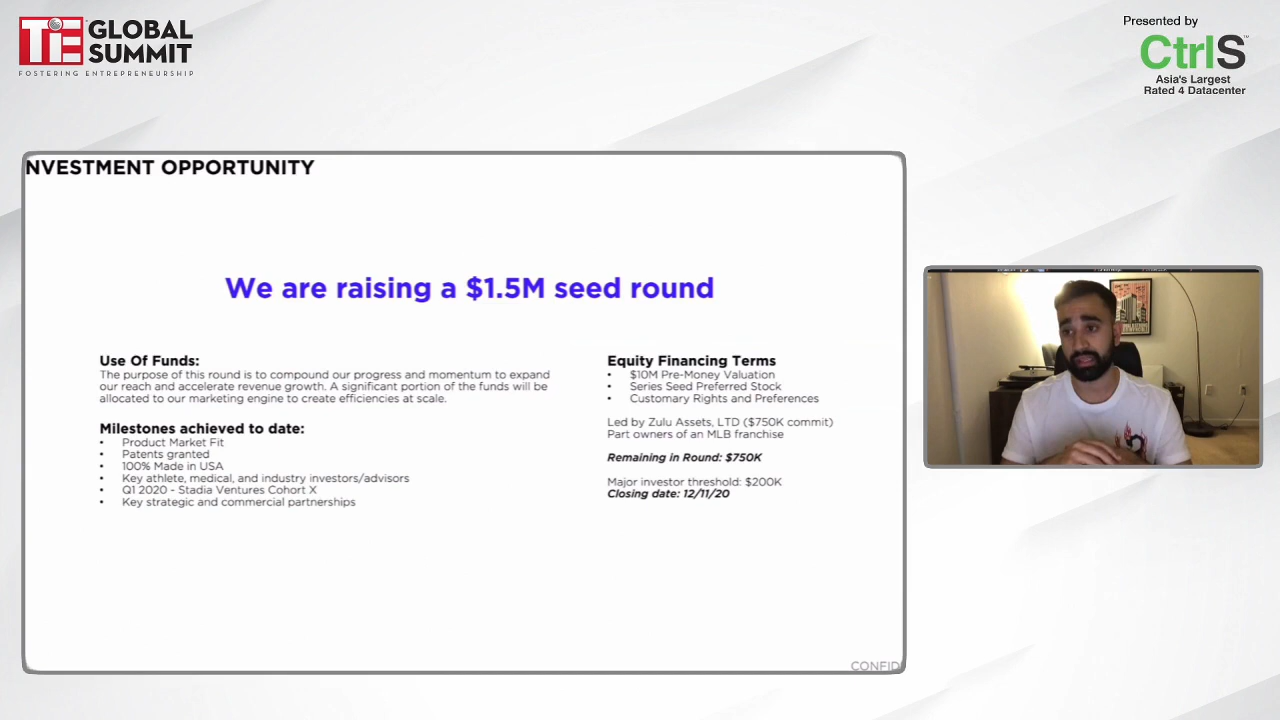 TiE GLOBAL
SUMMIT
FOSTERING ENTREPRENEURSHIP
Presented by
CtrlS™
Asia's Largest
Rated 4 Datacenter
NVESTMENT OPPORTUNITY
We are raising a $1.5M seed round
Use Of Funds:
The purpose of this round is to compound our progress and momentum to expand
our reach and accelerate revenue growth. A significant portion of the funds will be
allocated to our marketing engine to create efficiencies at scale.
Milestones achieved to date:
• Product Market Fit
• Patents granted
• 100% Made in USA
• Key athlete, medical, and industry investors/advisors
• Q1 2020 - Stadia Ventures Cohort X
• Key strategic and commercial partnerships
Equity Financing Terms
• $10M Pre-Money Valuation
• Series Seed Preferred Stock
• Customary Rights and Preferences
Led by Zulu Assets, LTD ($750K commit)
Part owners of an MLB franchise
Remaining in Round: $750K
Major investor threshold: $200K
Closing date: 12/11/20
CONFID